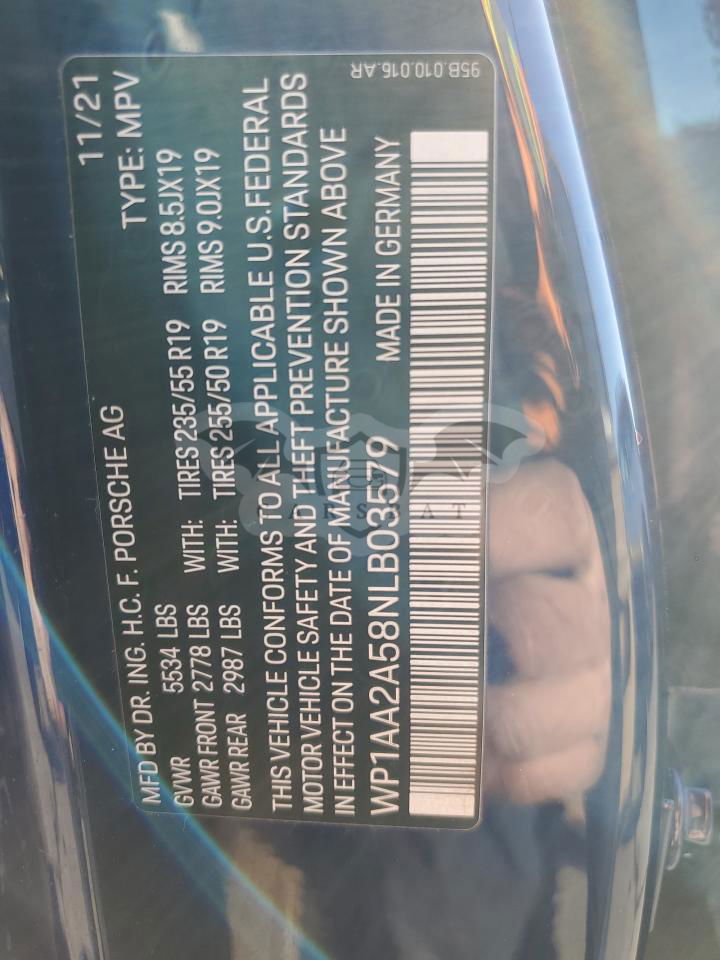 MFD BY DR. ING. H.C. F. PORSCHE AG 11/21
GVWR 5534 LBS TYPE: MPV
GAWR FRONT 2778 LBS WITH: TIRES 235/55 R19 RIMS 8.5JX19
GAWR REAR 2987 LBS WITH: TIRES 255/50 R19 RIMS 9.0JX19
THIS VEHICLE CONFORMS TO ALL APPLICABLE U.S.FEDERAL
MOTOR VEHICLE SAFETY AND THEFT PREVENTION STANDARDS
IN EFFECT ON THE DATE OF MANUFACTURE SHOWN ABOVE
WP1AA2A58NLB03579 MADE IN GERMANY
95B.010.016.AR
CARSBAT